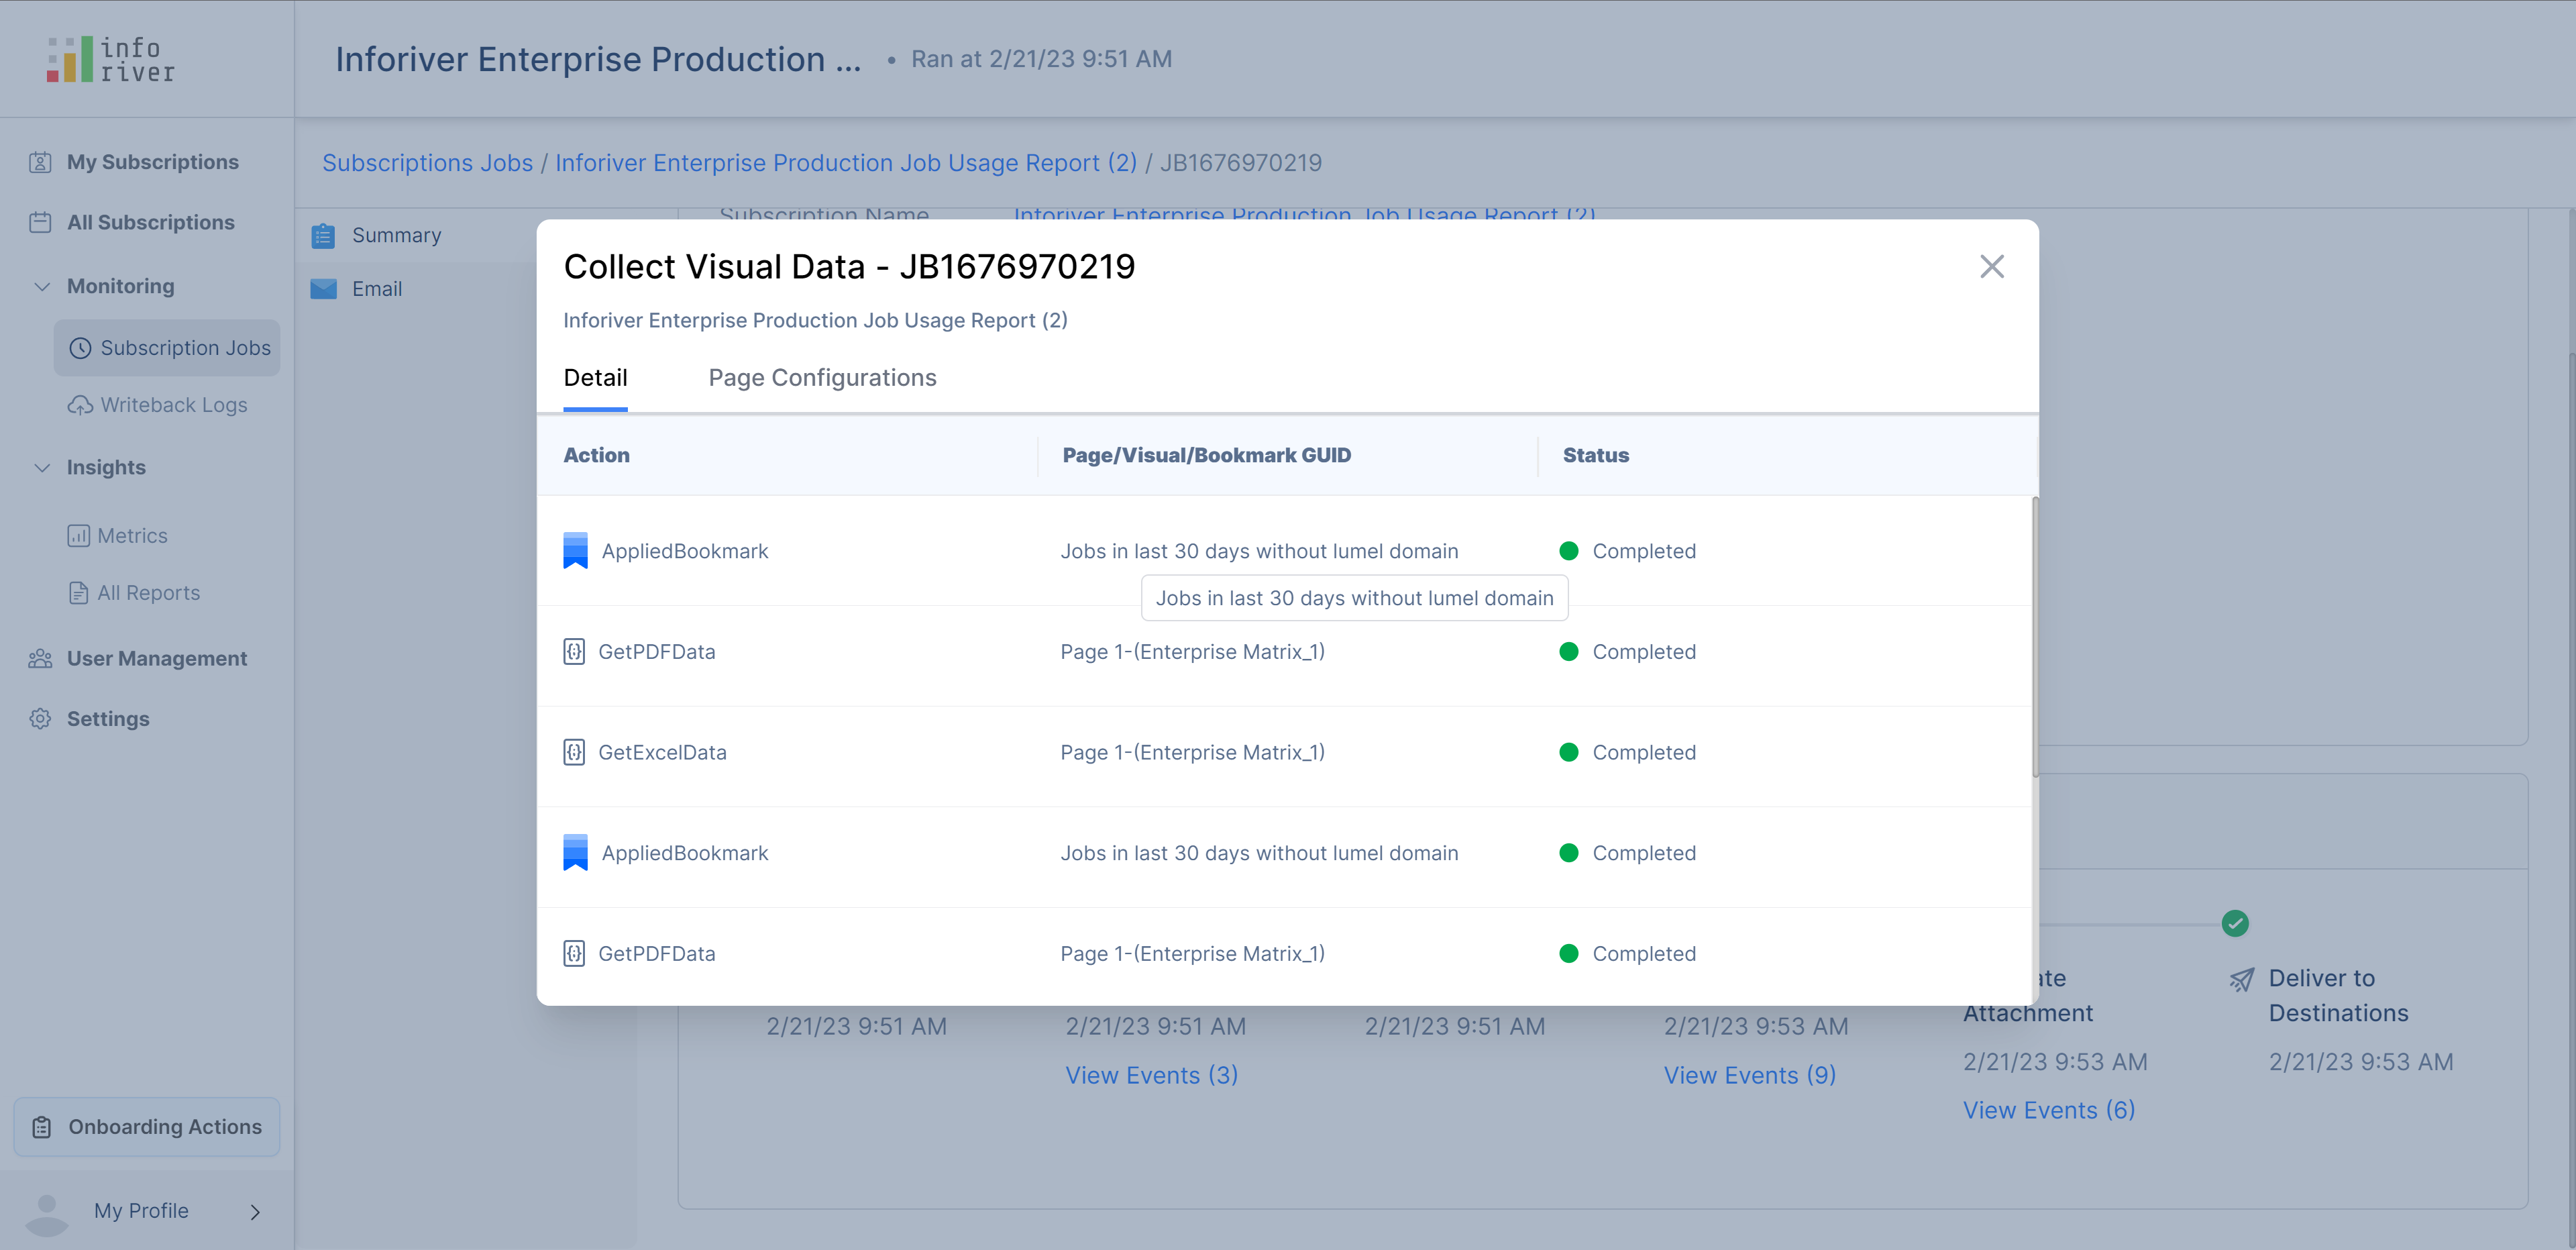 info
river
Inforiver Enterprise Production ...
• Ran at 2/21/23 9:51 AM
My Subscriptions
All Subscriptions
Monitoring
Subscription Jobs
Writeback Logs
Insights
Metrics
All Reports
User Management
Settings
Onboarding Actions
My Profile
Subscriptions Jobs / Inforiver Enterprise Production Job Usage Report (2) / JB1676970219
Summary
Email
Subscription Name
Inforiver Enterprise Production Job Usage Report (2)
Collect Visual Data - JB1676970219
Inforiver Enterprise Production Job Usage Report (2)
Detail
Page Configurations
Action
Page/Visual/Bookmark GUID
Status
AppliedBookmark
Jobs in last 30 days without lumel domain
Completed
Jobs in last 30 days without lumel domain
GetPDFData
Page 1-(Enterprise Matrix_1)
Completed
GetExcelData
Page 1-(Enterprise Matrix_1)
Completed
AppliedBookmark
Jobs in last 30 days without lumel domain
Completed
GetPDFData
Page 1-(Enterprise Matrix_1)
Completed
2/21/23 9:51 AM
2/21/23 9:51 AM
View Events (3)
2/21/23 9:51 AM
2/21/23 9:53 AM
View Events (9)
Attachment
2/21/23 9:53 AM
View Events (6)
Deliver to
Destinations
2/21/23 9:53 AM